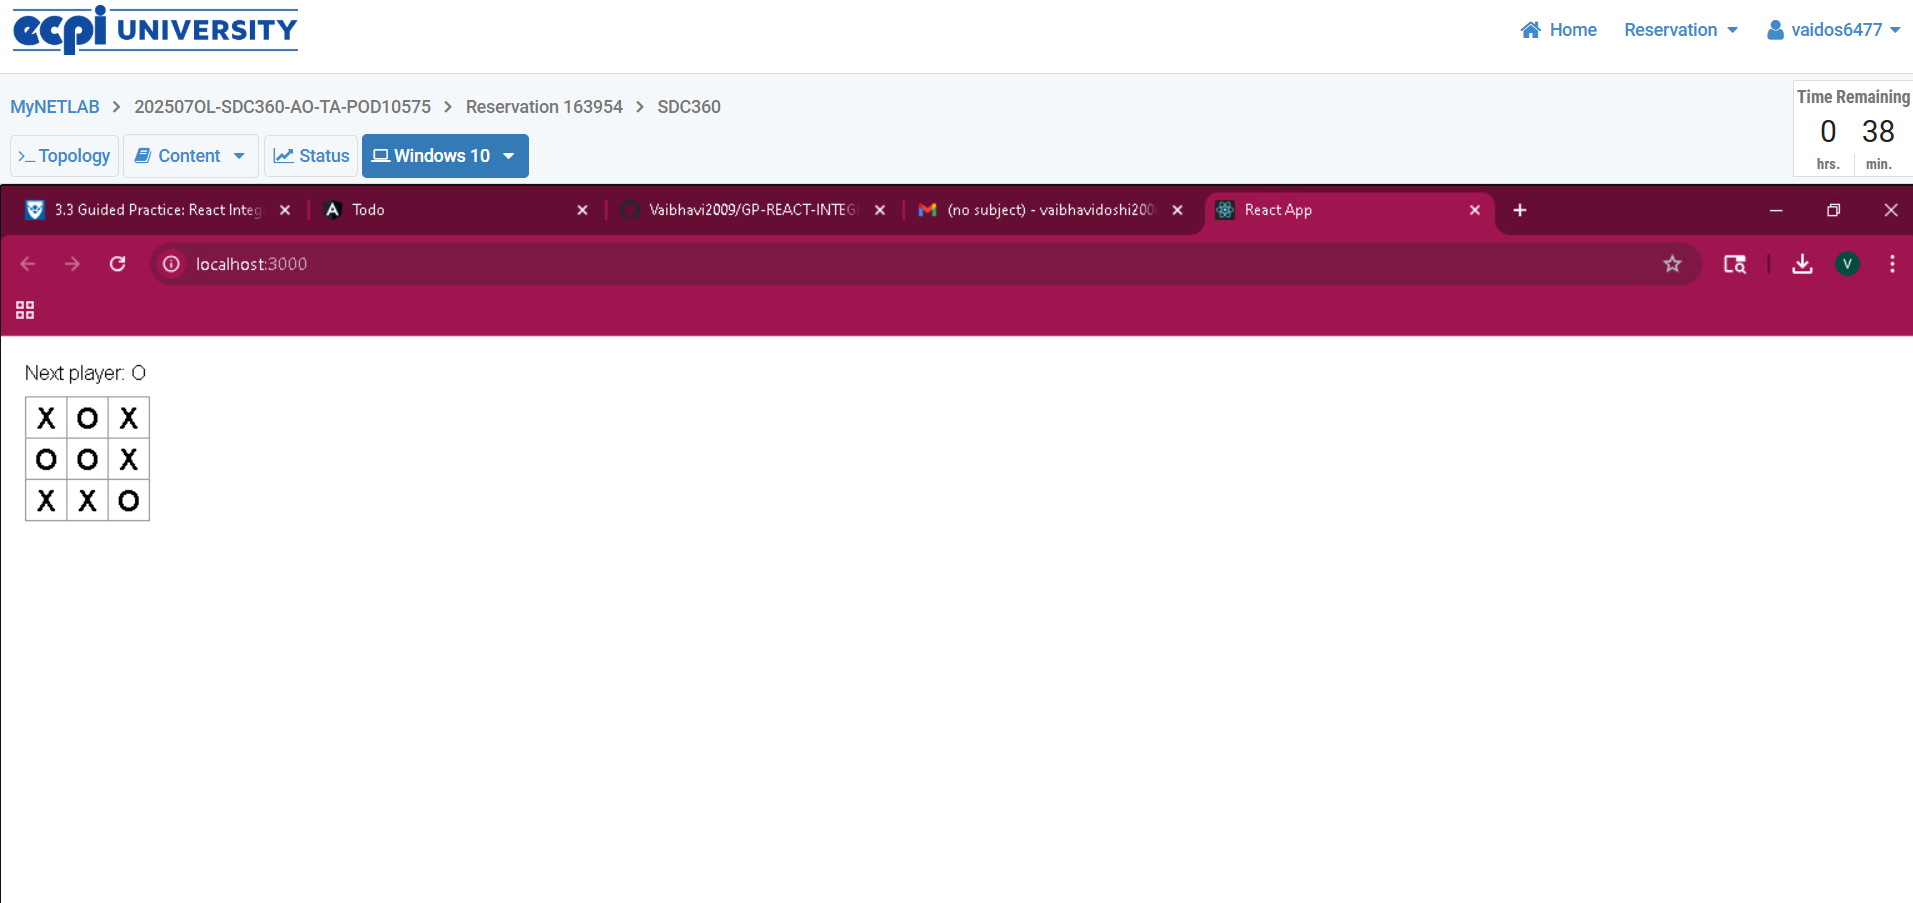 ecpi UNIVERSITY
Home Reservation vaidos6477
MyNETLAB > 202507OL-SDC360-AO-TA-POD10575 > Reservation 163954 > SDC360
Time Remaining
0 38
hrs. min.
>_ Topology Content Status Windows 10
3.3 Guided Practice: React Integ Todo Vaibhavi2009/GP-REACT-INTEG (no subject) - vaibhavidoshi200 React App
localhost:3000
V
Next player: O
X O X
O O X
X X O